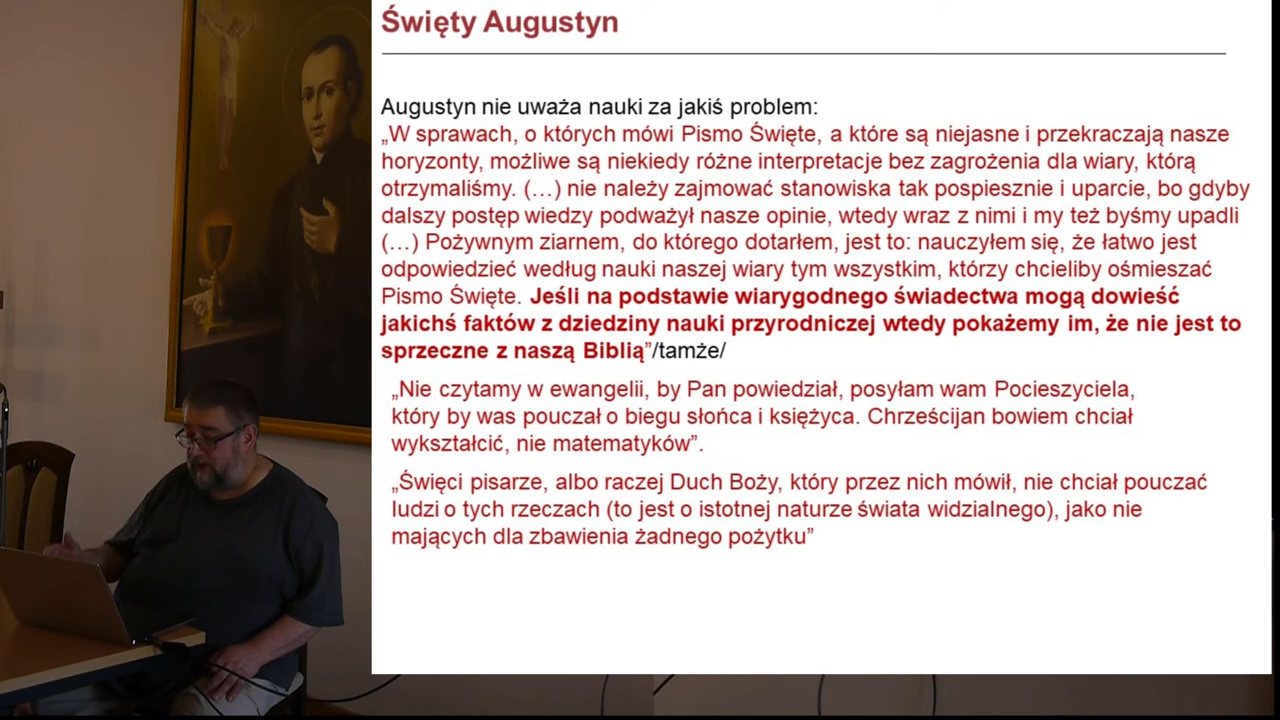 Święty Augustyn
Augustyn nie uważa nauki za jakiś problem:
„W sprawach, o których mówi Pismo Święte, a które są niejasne i przekraczają nasze
horyzonty, możliwe są niekiedy różne interpretacje bez zagrożenia dla wiary, którą
otrzymaliśmy. (…) nie należy zajmować stanowiska tak pospiesznie i uparcie, bo gdyby
dalszy postęp wiedzy podważył nasze opinie, wtedy wraz z nimi i my też byśmy upadli
(…) Pożywnym ziarnem, do którego dotarłem, jest to: nauczyłem się, że łatwo jest
odpowiedzieć według nauki naszej wiary tym wszystkim, którzy chcieliby ośmieszać
Pismo Święte. Jeśli na podstawie wiarygodnego świadectwa mogą dowieść
jakichś faktów z dziedziny nauki przyrodniczej wtedy pokażemy im, że nie jest to
sprzeczne z naszą Biblią”/tamże/
„Nie czytamy w ewangelii, by Pan powiedział, posyłam wam Pocieszyciela,
który by was pouczał o biegu słońca i księżyca. Chrześcijan bowiem chciał
wykształcić, nie matematyków”.
„Święci pisarze, albo raczej Duch Boży, który przez nich mówił, nie chciał pouczać
ludzi o tych rzeczach (to jest o istotnej naturze świata widzialnego), jako nie
mających dla zbawienia żadnego pożytku”